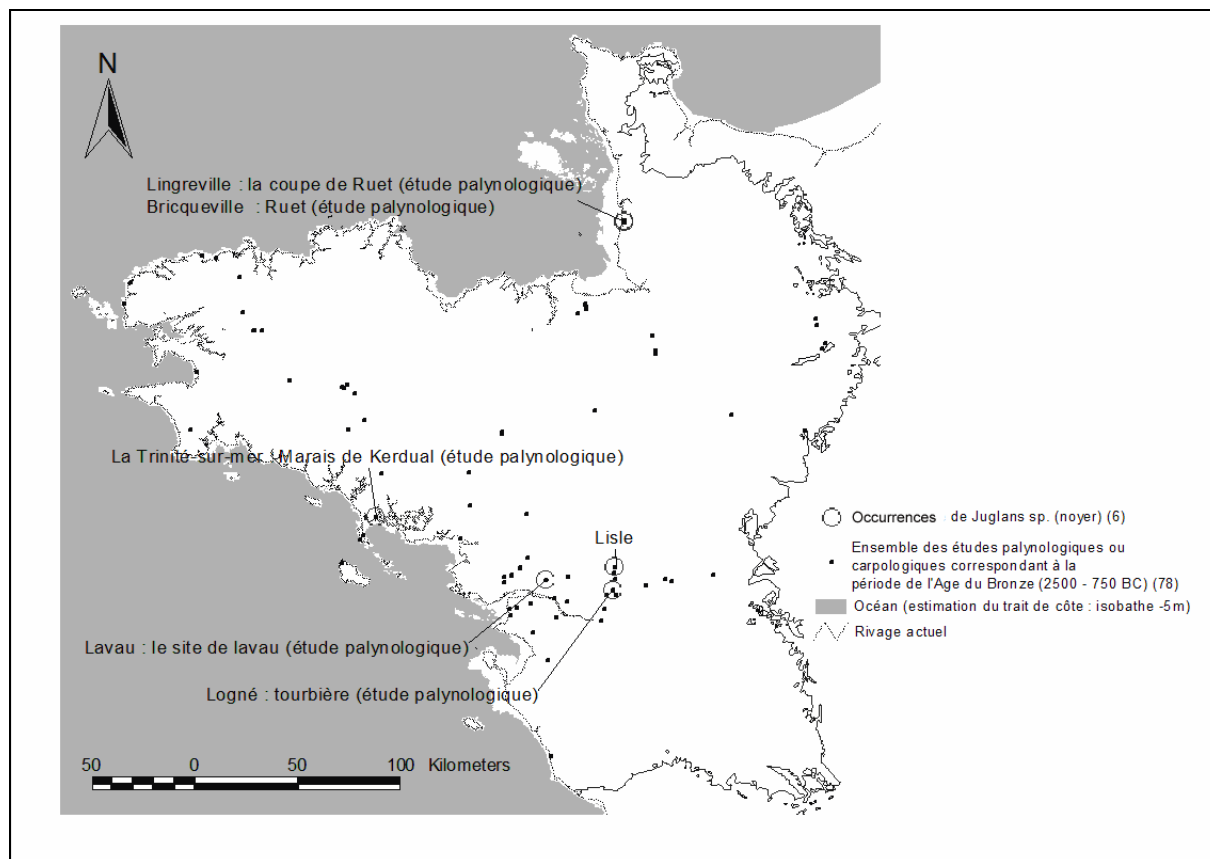 N
Lingreville : la coupe de Ruet (étude palynologique)
Bricqueville : Ruet (étude palynologique)
La Trinité-sur-mer : Marais de Kerdual (étude palynologique)
Lisle
Occurrences de Juglans sp. (noyer) (6)
Ensemble des études palynologiques ou
carpologiques correspondant à la
période de l'Age du Bronze (2500 - 750 BC) (78)
Océan (estimation du trait de côte : isobathe -5m)
Rivage actuel
Lavau : le site de lavau (étude palynologique)
Logné : tourbière (étude palynologique)
50 0 50 100 Kilometers